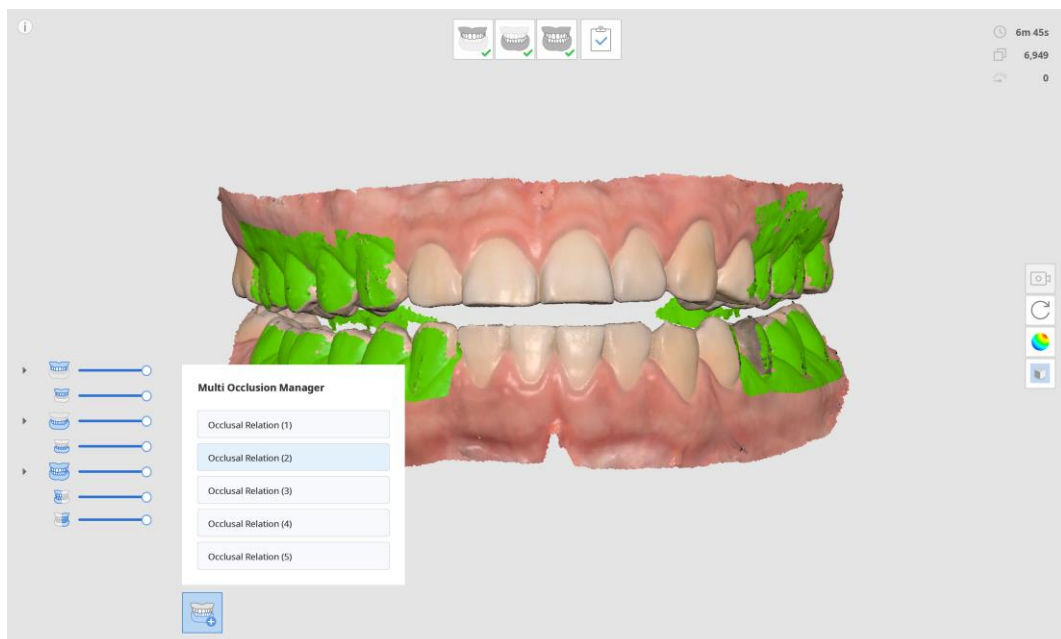 6m 45s
6,949
0
Multi Occlusion Manager
Occlusal Relation (1)
Occlusal Relation (2)
Occlusal Relation (3)
Occlusal Relation (4)
Occlusal Relation (5)